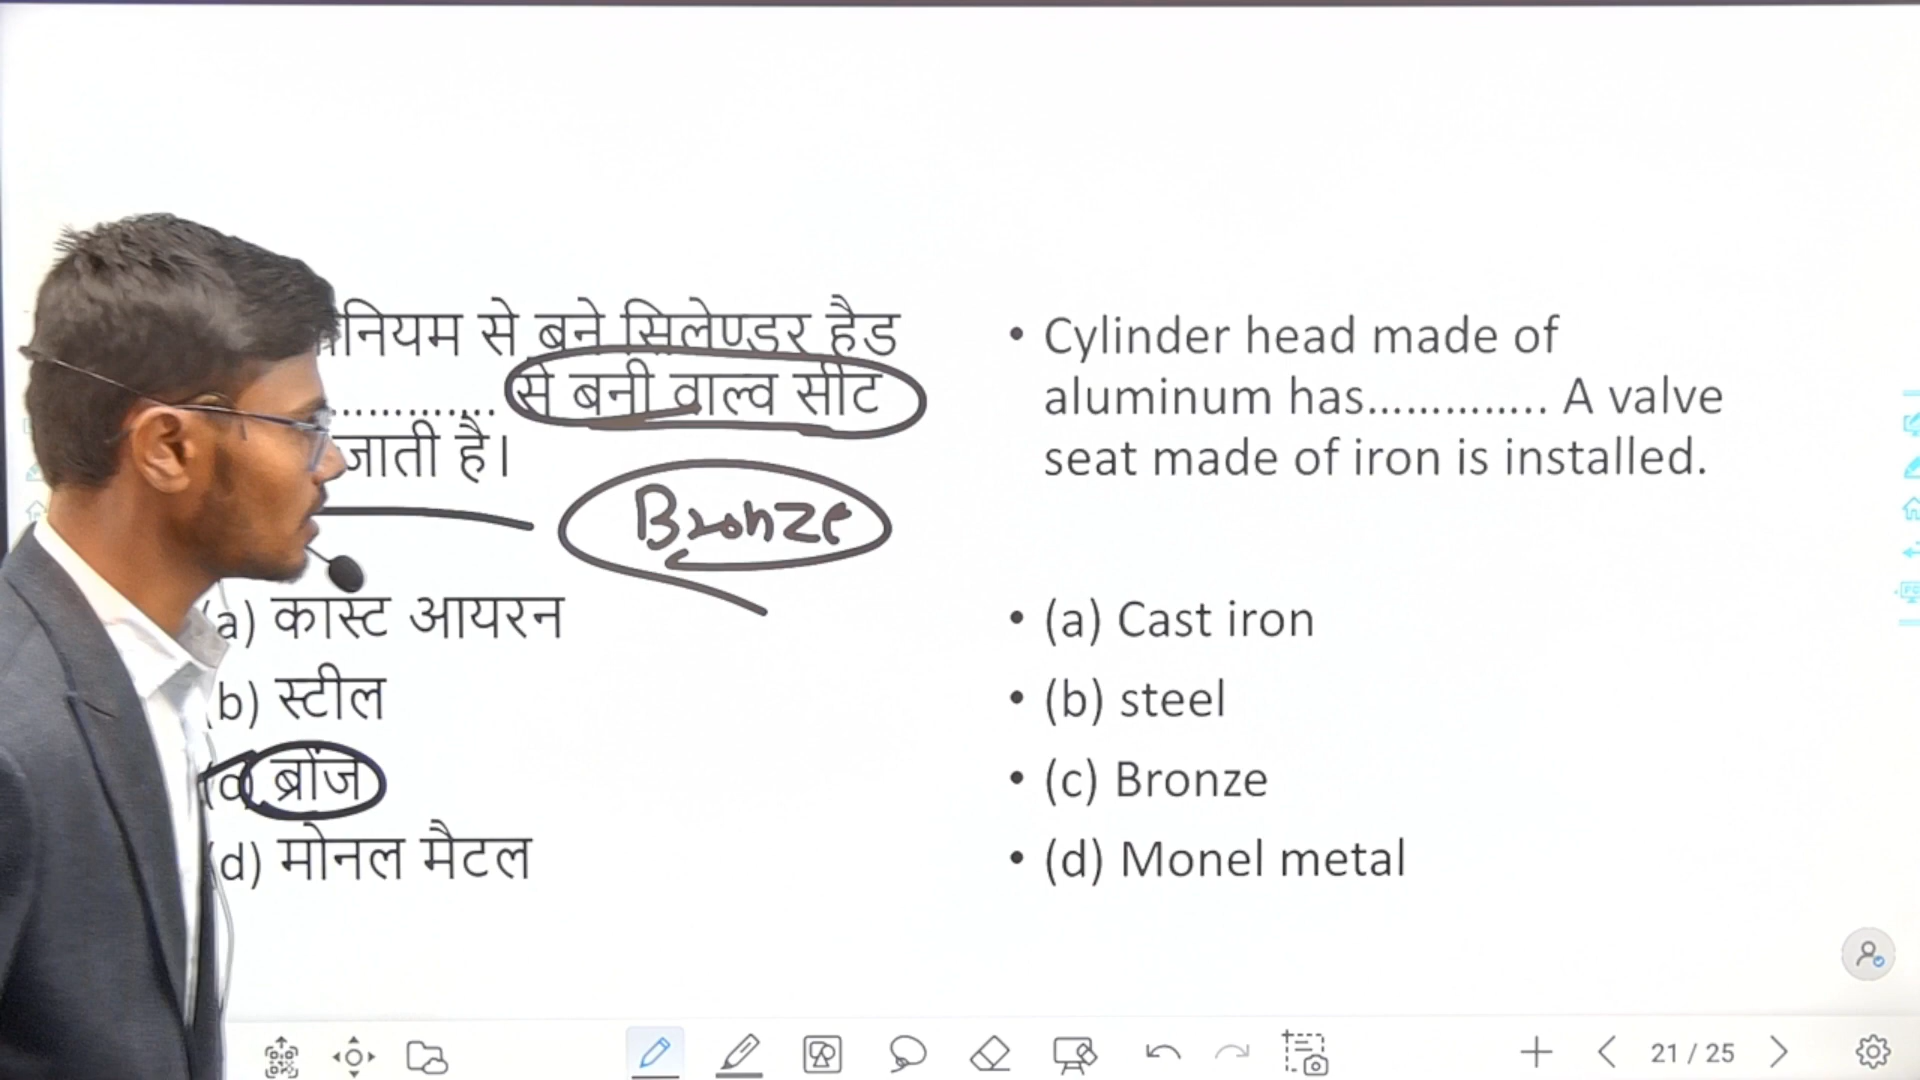 नियम से बने सिलेण्डर हैड
.............. से बनी वाल्व सीट
जाती है।
Bronze
(a) कास्ट आयरन
(b) स्टील
(c) ब्रोंज
(d) मोनल मैटल
• Cylinder head made of
aluminum has.............. A valve
seat made of iron is installed.
• (a) Cast iron
• (b) steel
• (c) Bronze
• (d) Monel metal
21 / 25